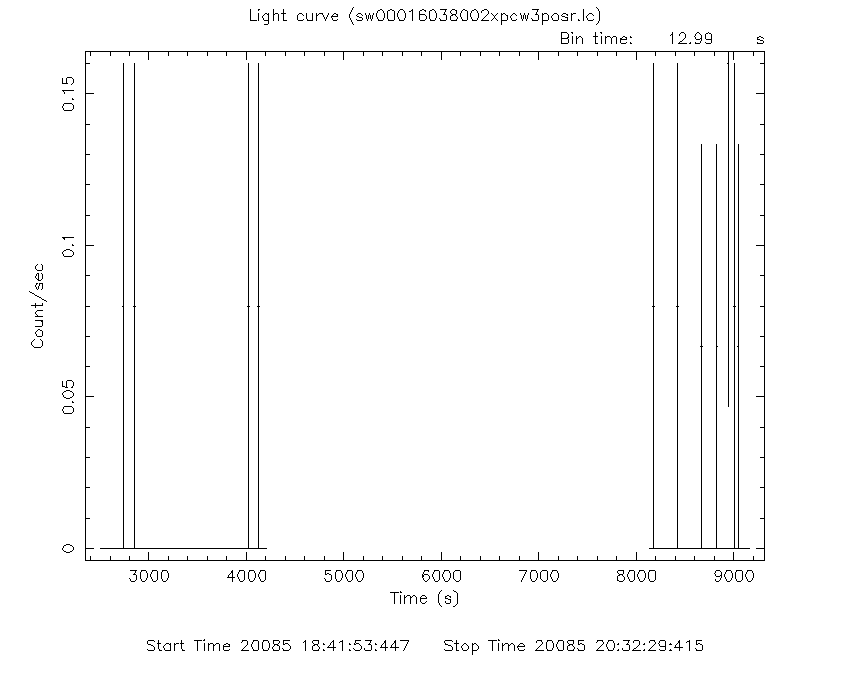 Light curve (sw00016038002xpcw3posr.lc)
Bin time: 12.99 s
0.15
0.1
0.05
0
Count/sec
3000 4000 5000 6000 7000 8000 9000
Time (s)
Start Time 20085 18:41:53:447 Stop Time 20085 20:32:29:415